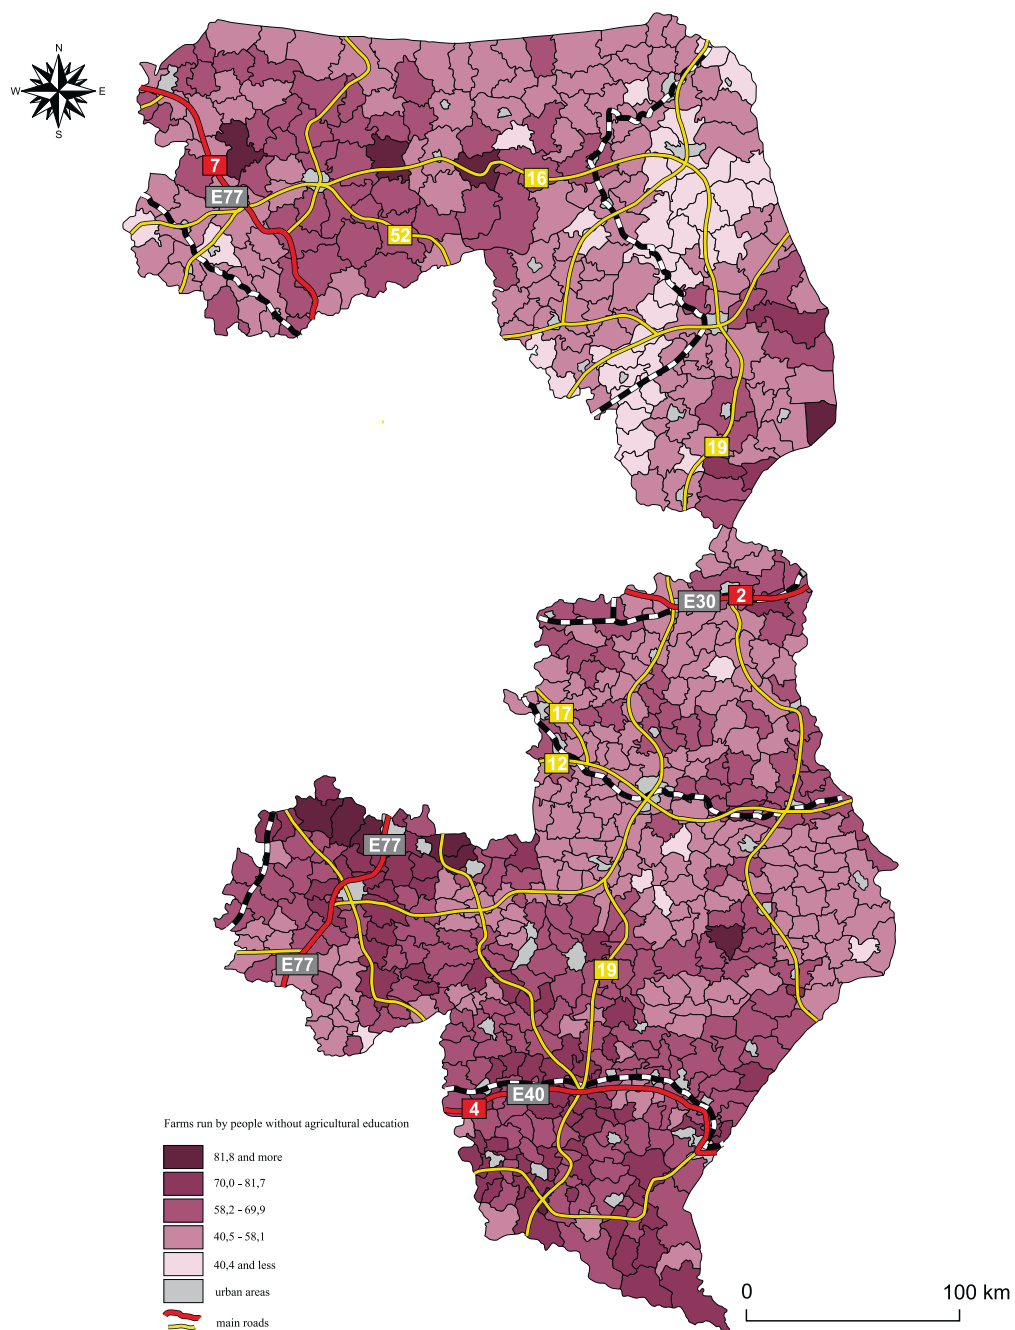 N
W E
S
7
E77
16
52
19
E30 2
17
12
E77
E77
19
E40
4
Farms run by people without agricultural education
81,8 and more
70,0 - 81,7
58,2 - 69,9
40,5 - 58,1
40,4 and less
urban areas
main roads
0 100 km